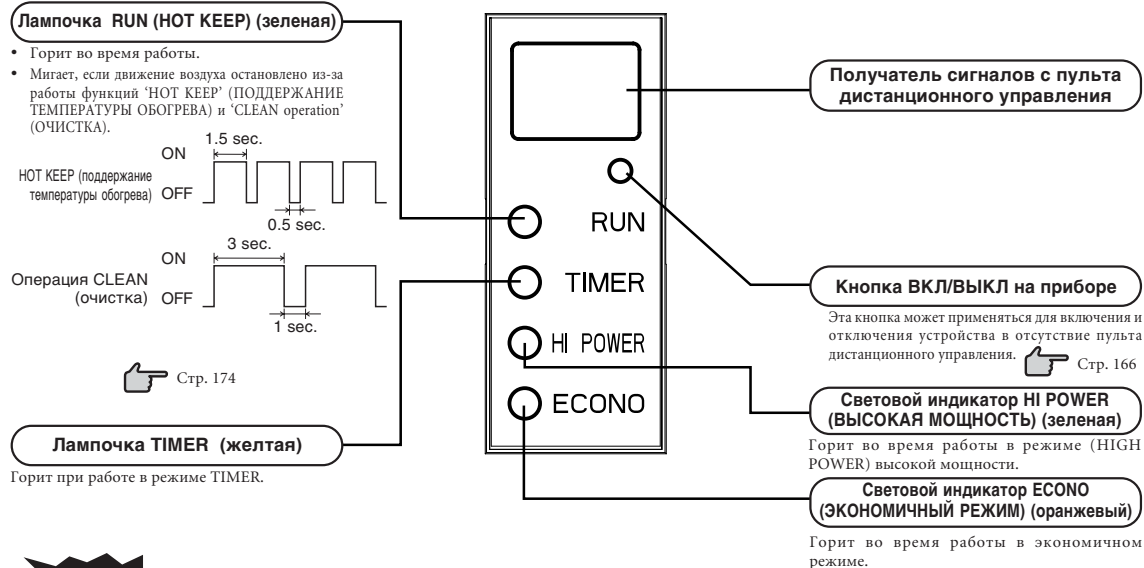 Лампочка RUN (HOT KEEP) (зеленая)
• Горит во время работы.
• Мигает, если движение воздуха остановлено из-за
работы функций ‘HOT KEEP’ (ПОДДЕРЖАНИЕ
ТЕМПЕРАТУРЫ ОБОГРЕВА) и ‘CLEAN operation’
(ОЧИСТКА).
1.5 sec.
ON
HOT KEEP (поддержание
температуры обогрева)
OFF
0.5 sec.
3 sec.
ON
Операция CLEAN
(очистка)
OFF
1 sec.
Стр. 174
Лампочка TIMER (желтая)
Горит при работе в режиме TIMER.
RUN
TIMER
HI POWER
ECONO
Получатель сигналов с пульта
дистанционного управления
Кнопка ВКЛ/ВЫКЛ на приборе
Эта кнопка может применяться для включения и
отключения устройства в отсутствие пульта
дистанционного управления.
Стр. 166
Световой индикатор HI POWER
(ВЫСОКАЯ МОЩНОСТЬ) (зеленая)
Горит во время работы в режиме (HIGH
POWER) высокой мощности.
Световой индикатор ECONO
(ЭКОНОМИЧНЫЙ РЕЖИМ) (оранжевый)
Горит во время работы в экономичном
режиме.